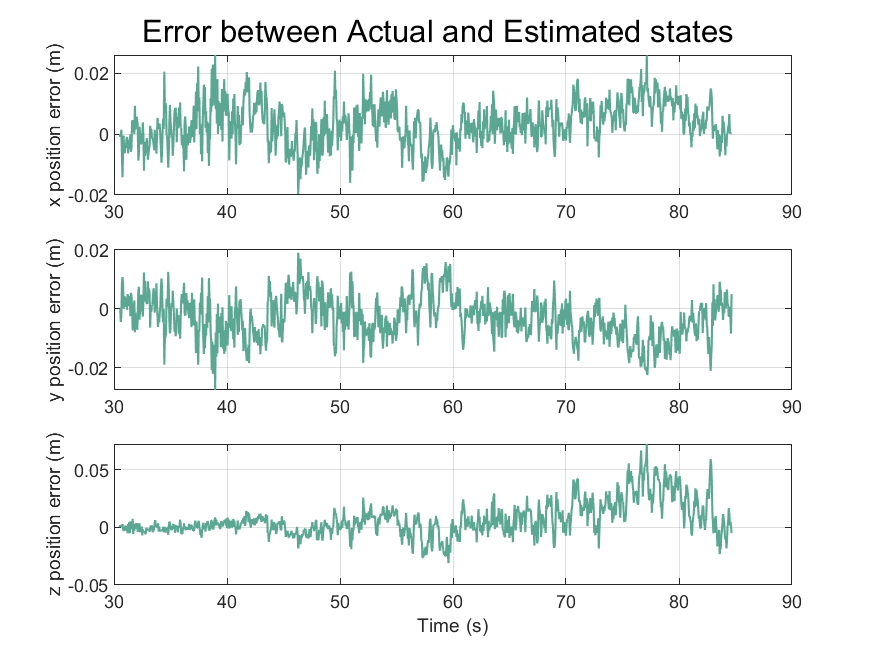 Error between Actual and Estimated states
x position error (m)
0.02
0
-0.02
30 40 50 60 70 80 90
y position error (m)
0.02
0
-0.02
30 40 50 60 70 80 90
z position error (m)
0.05
0
-0.05
30 40 50 60 70 80 90
Time (s)